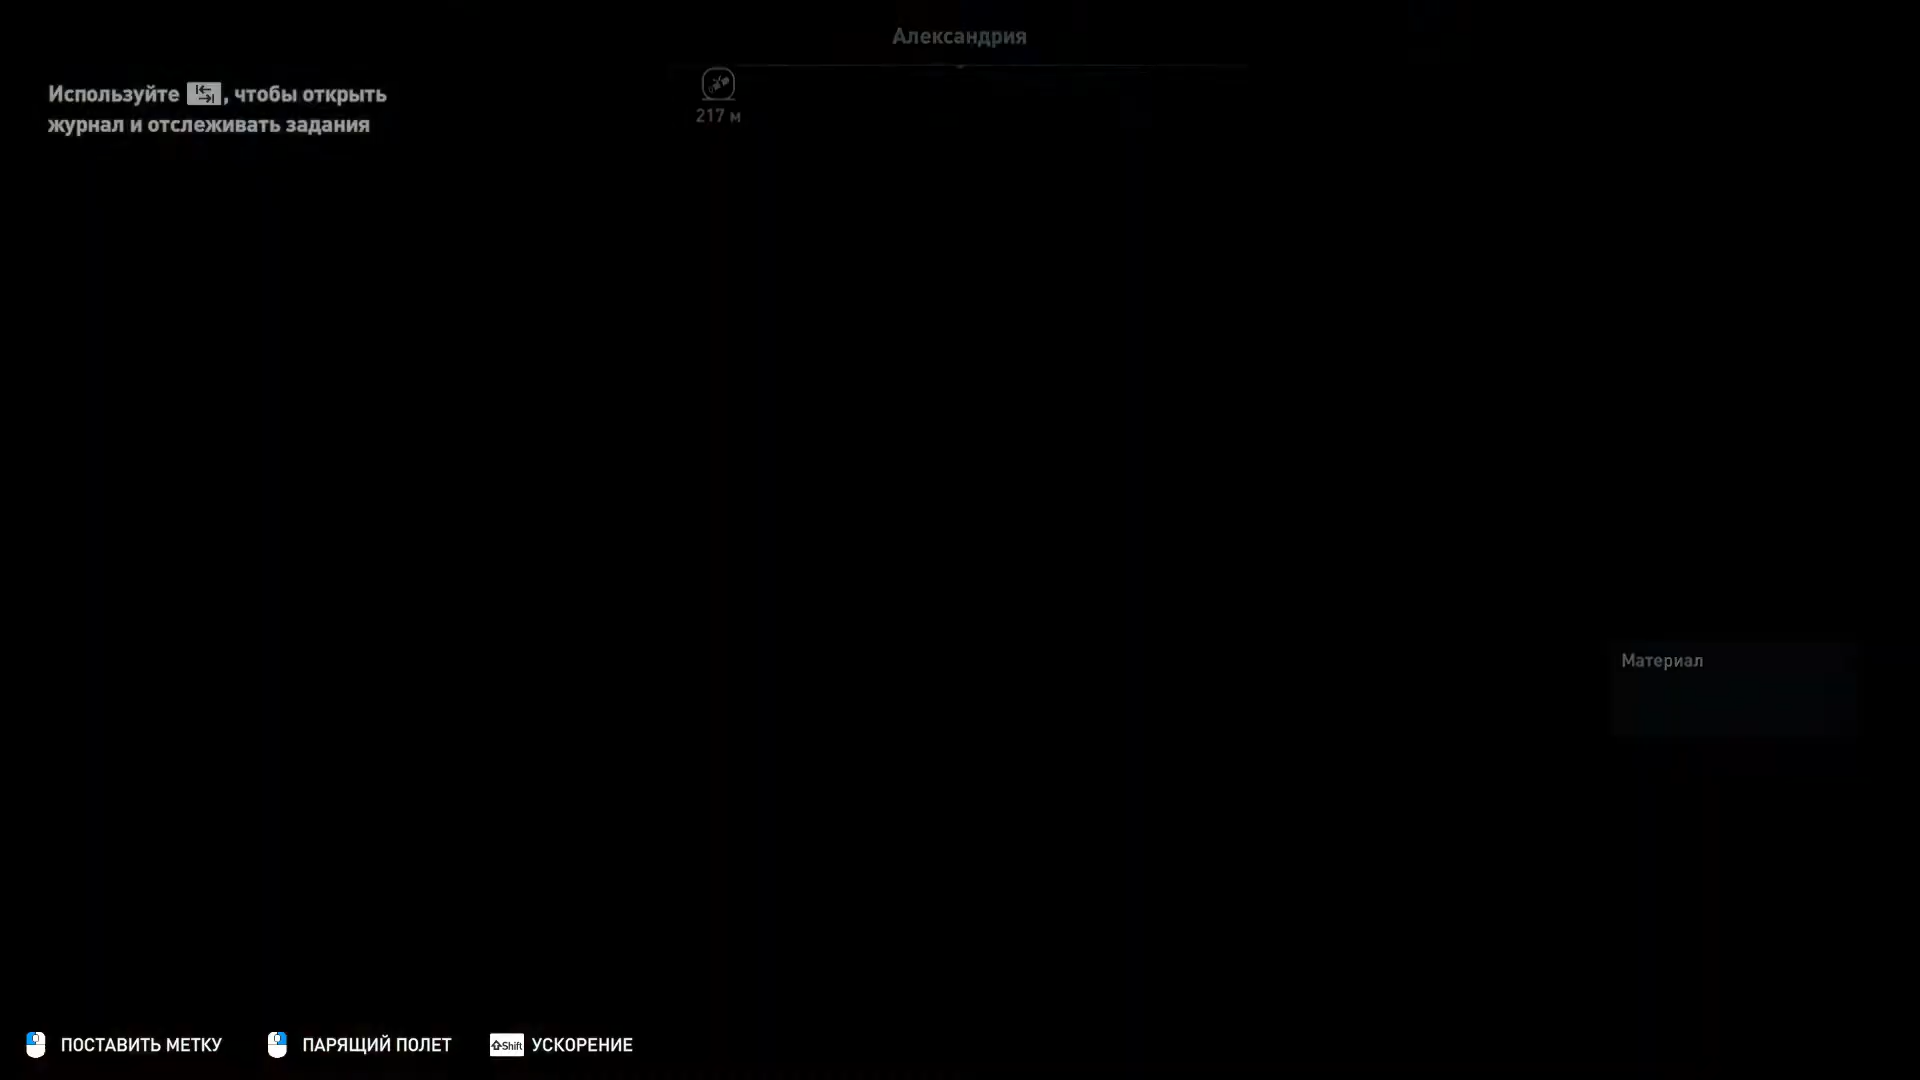 Александрия
Используйте , чтобы открыть
журнал и отслеживать задания
217 м
Материал
ПОСТАВИТЬ МЕТКУ
ПАРЯЩИЙ ПОЛЕТ
Shift УСКОРЕНИЕ